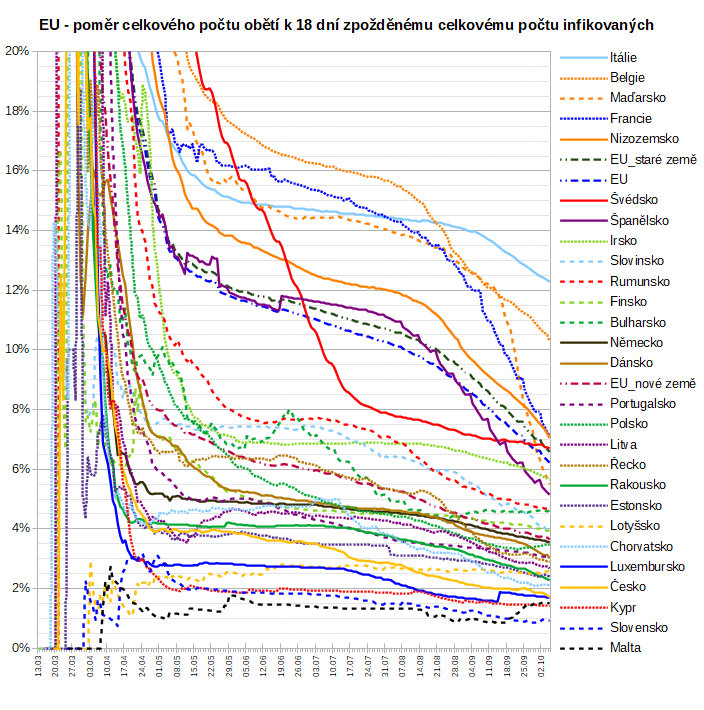 EU - poměr celkového počtu obětí k 18 dní zpožděnému celkovému počtu infikovaných
20%
18%
16%
14%
12%
10%
8%
6%
4%
2%
0%
13.03
20.03
27.03
03.04
10.04
17.04
24.04
01.05
08.05
15.05
22.05
29.05
05.06
12.06
19.06
26.06
03.07
10.07
17.07
24.07
31.07
07.08
14.08
21.08
28.08
04.09
11.09
18.09
25.09
02.10
Itálie
Belgie
Maďarsko
Francie
Nizozemsko
EU_staré země
EU
Švédsko
Španělsko
Irsko
Slovinsko
Rumunsko
Finsko
Bulharsko
Německo
Dánsko
EU_nové země
Portugalsko
Polsko
Litva
Řecko
Rakousko
Estonsko
Lotyšsko
Chorvatsko
Luxembursko
Česko
Kypr
Slovensko
Malta